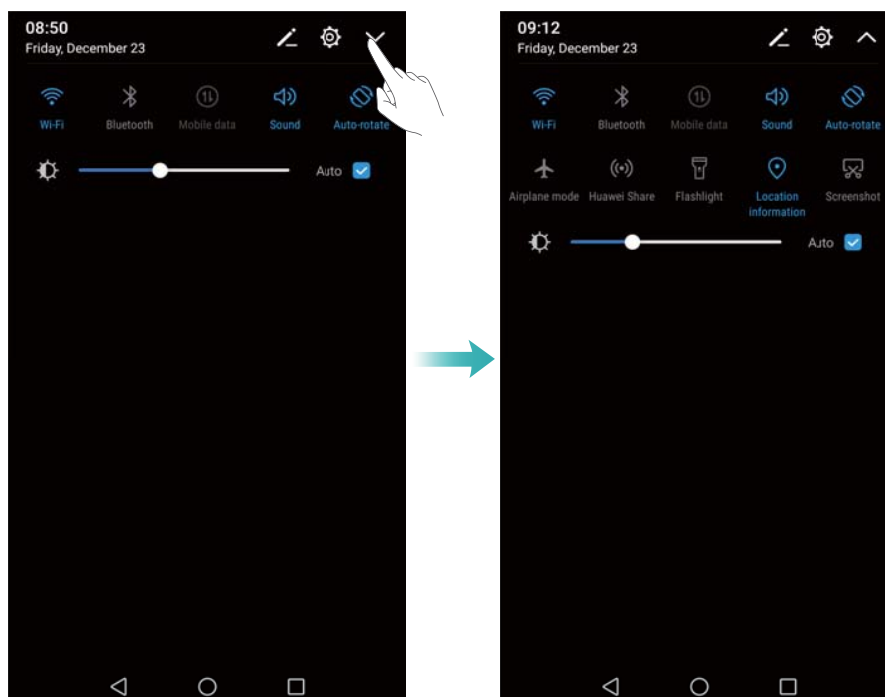 08:50
Friday, December 23
Wi-Fi Bluetooth Mobile data Sound Auto-rotate
Auto
09:12
Friday, December 23
Wi-Fi Bluetooth Mobile data Sound Auto-rotate
Airplane mode Huawei Share Flashlight Location information Screenshot
Auto